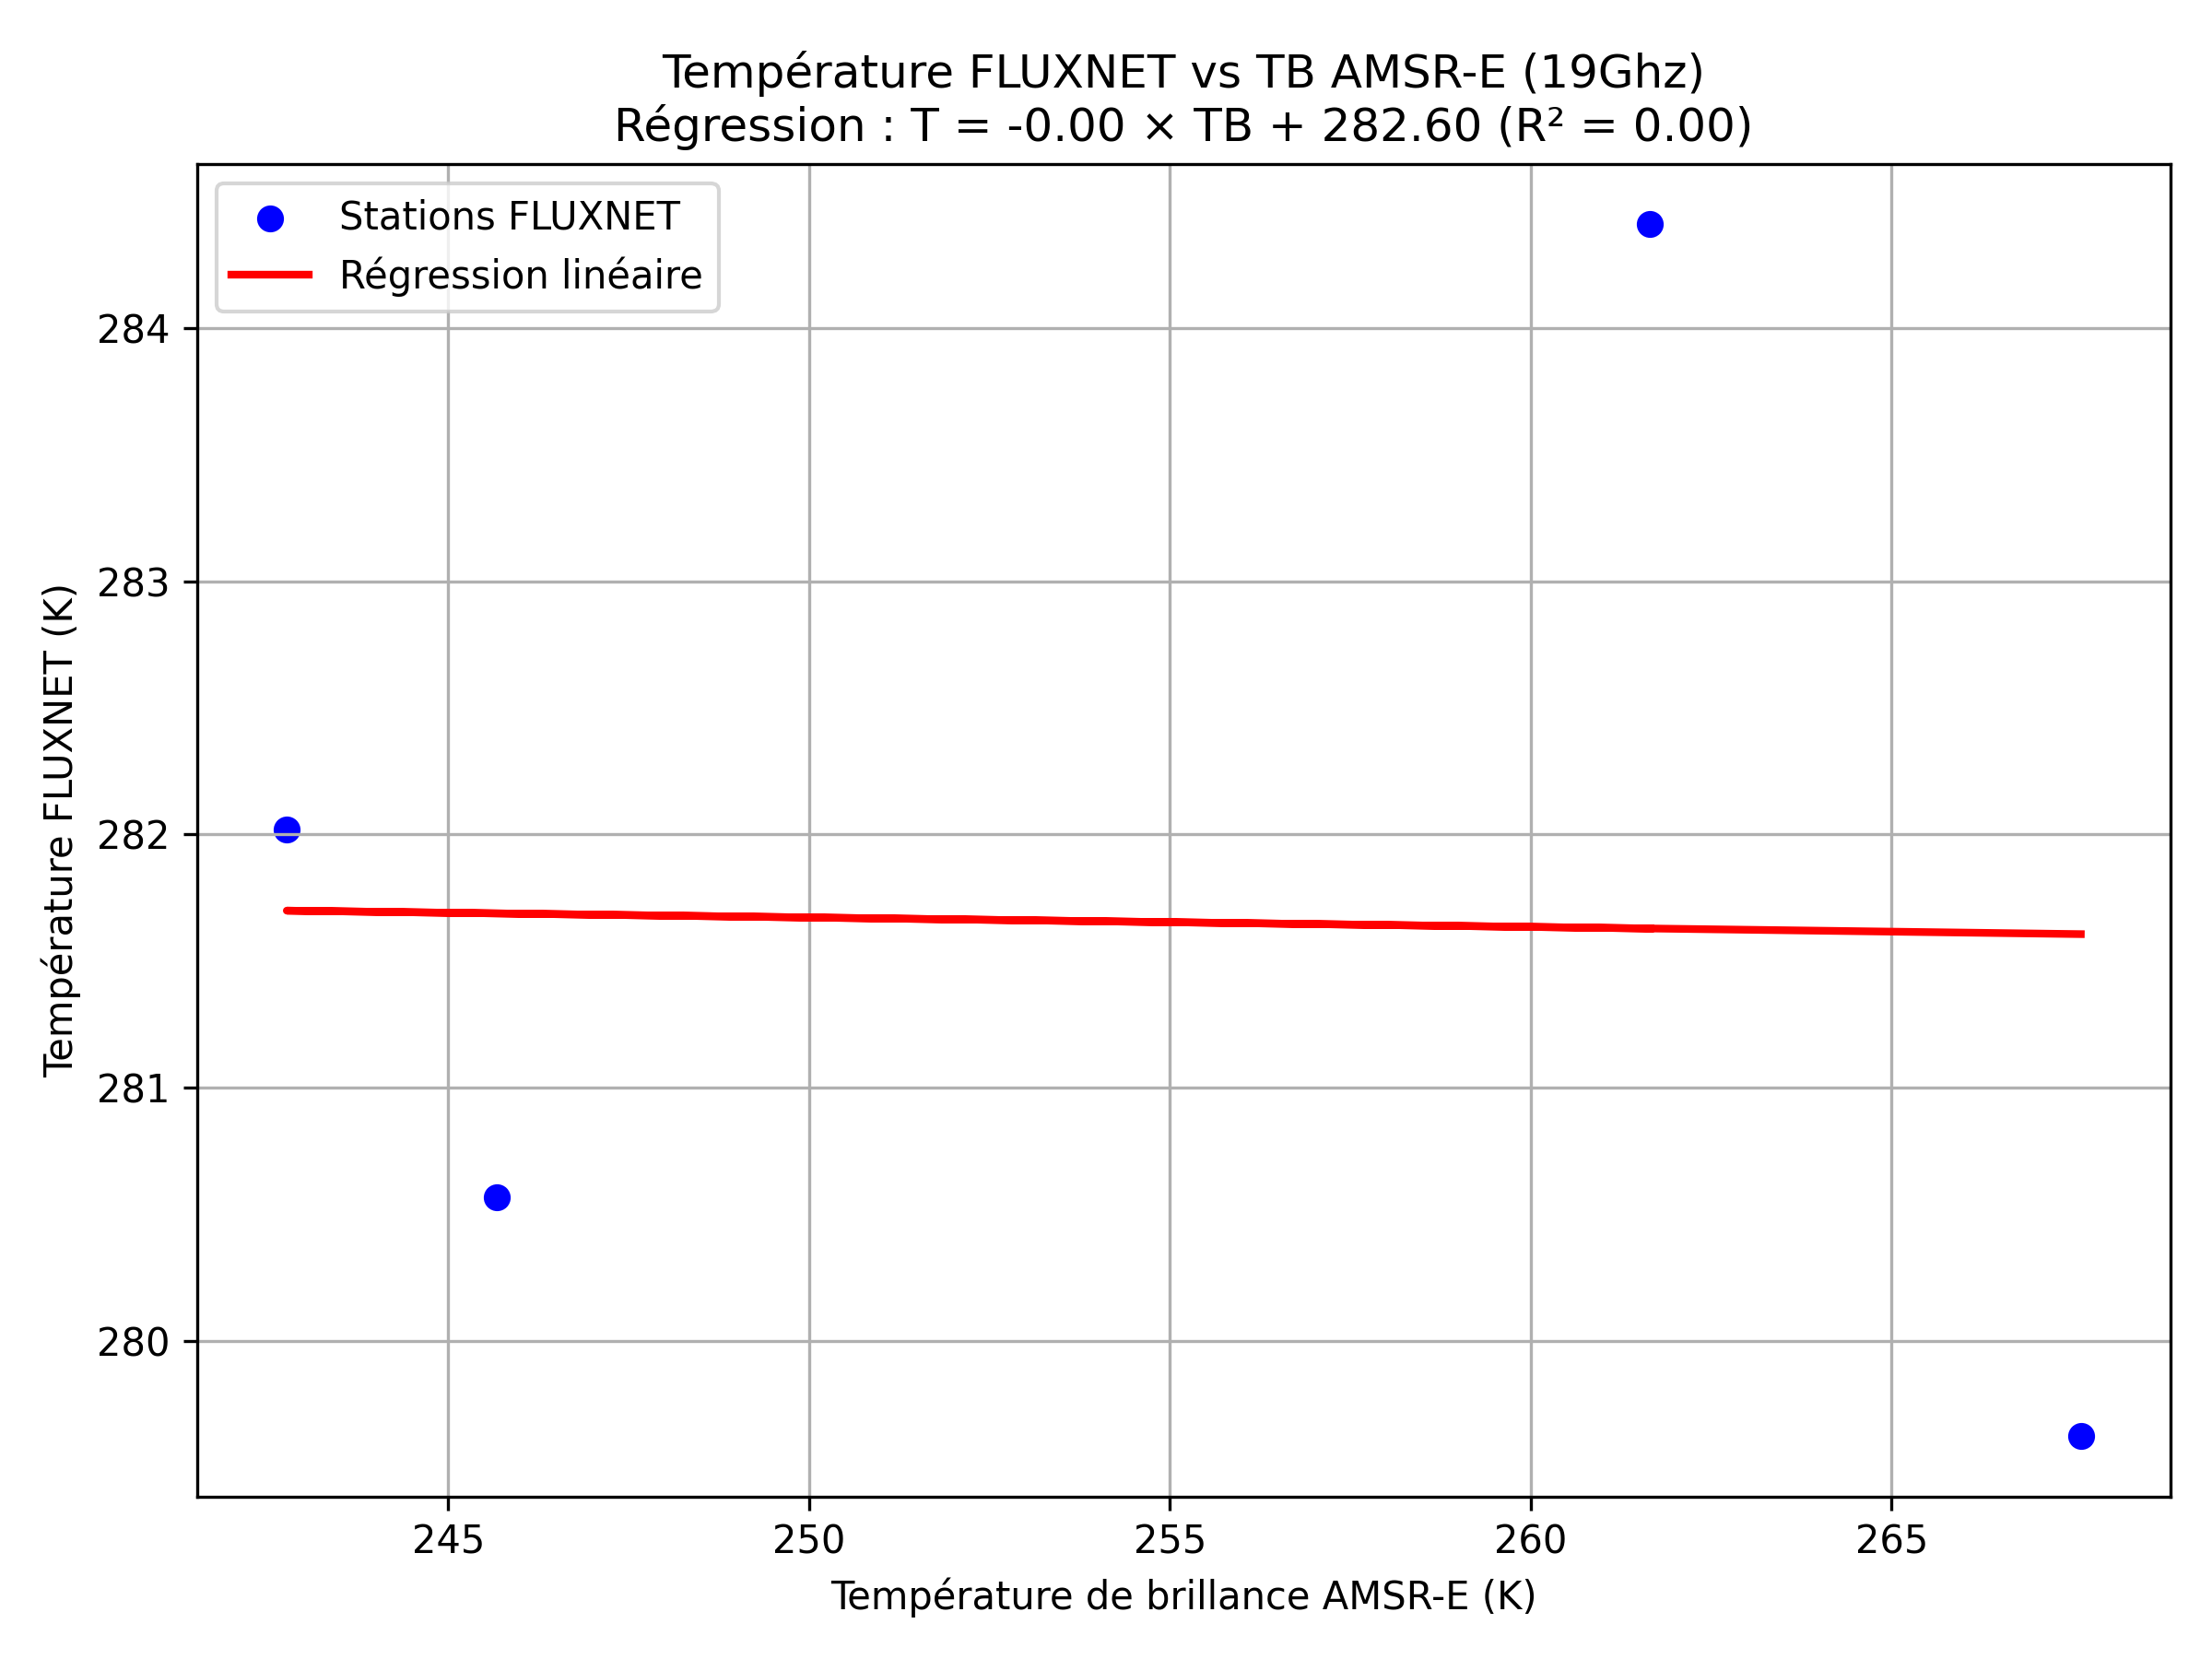 Température FLUXNET vs TB AMSR-E (19Ghz)
Régression : T = -0.00 × TB + 282.60 (R² = 0.00)
Stations FLUXNET
Régression linéaire
284
283
282
281
280
Température FLUXNET (K)
245 250 255 260 265
Température de brillance AMSR-E (K)